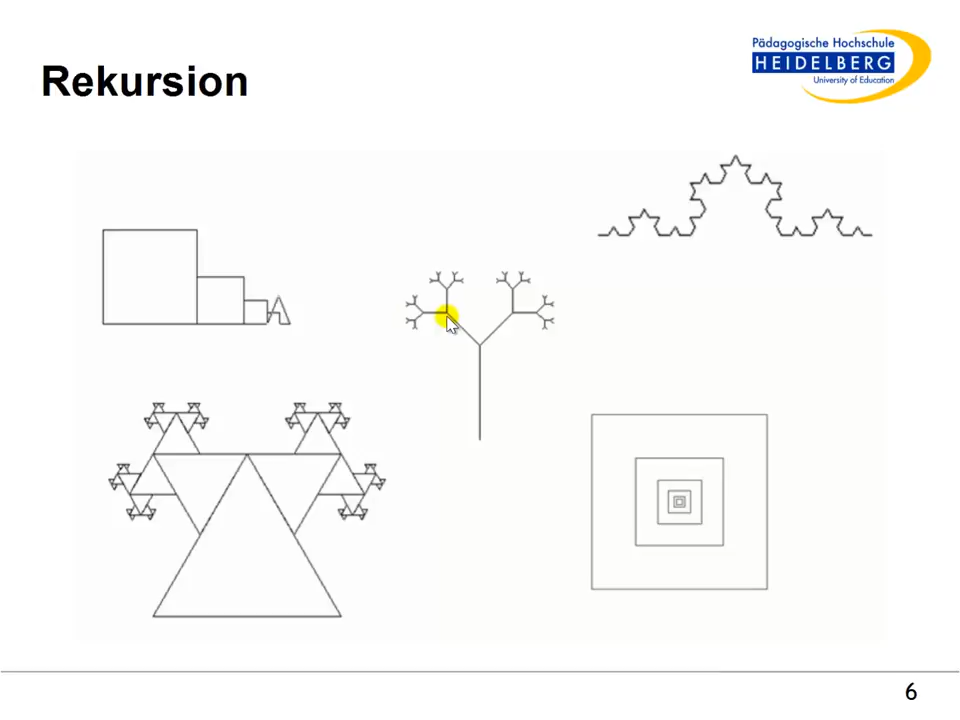 Rekursion
Pädagogische Hochschule
HEIDELBERG
University of Education
6